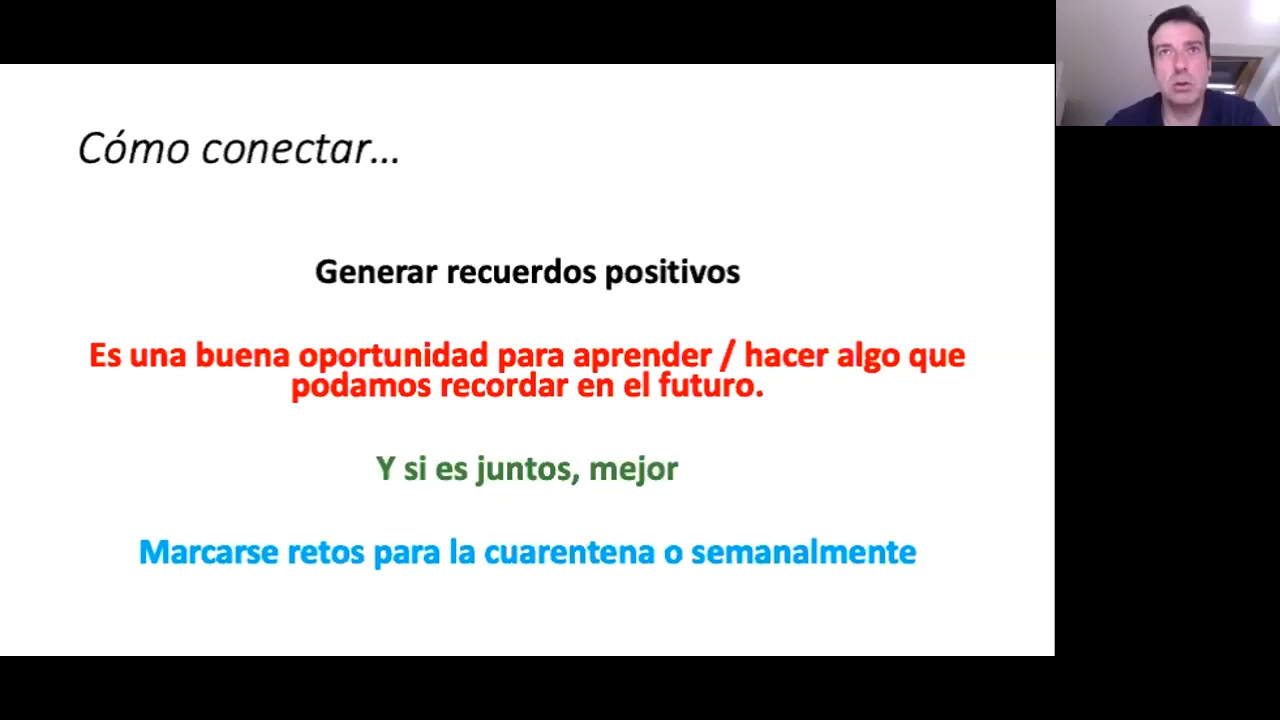 Cómo conectar...
Generar recuerdos positivos
Es una buena oportunidad para aprender / hacer algo que
podamos recordar en el futuro.
Y si es juntos, mejor
Marcarse retos para la cuarentena o semanalmente